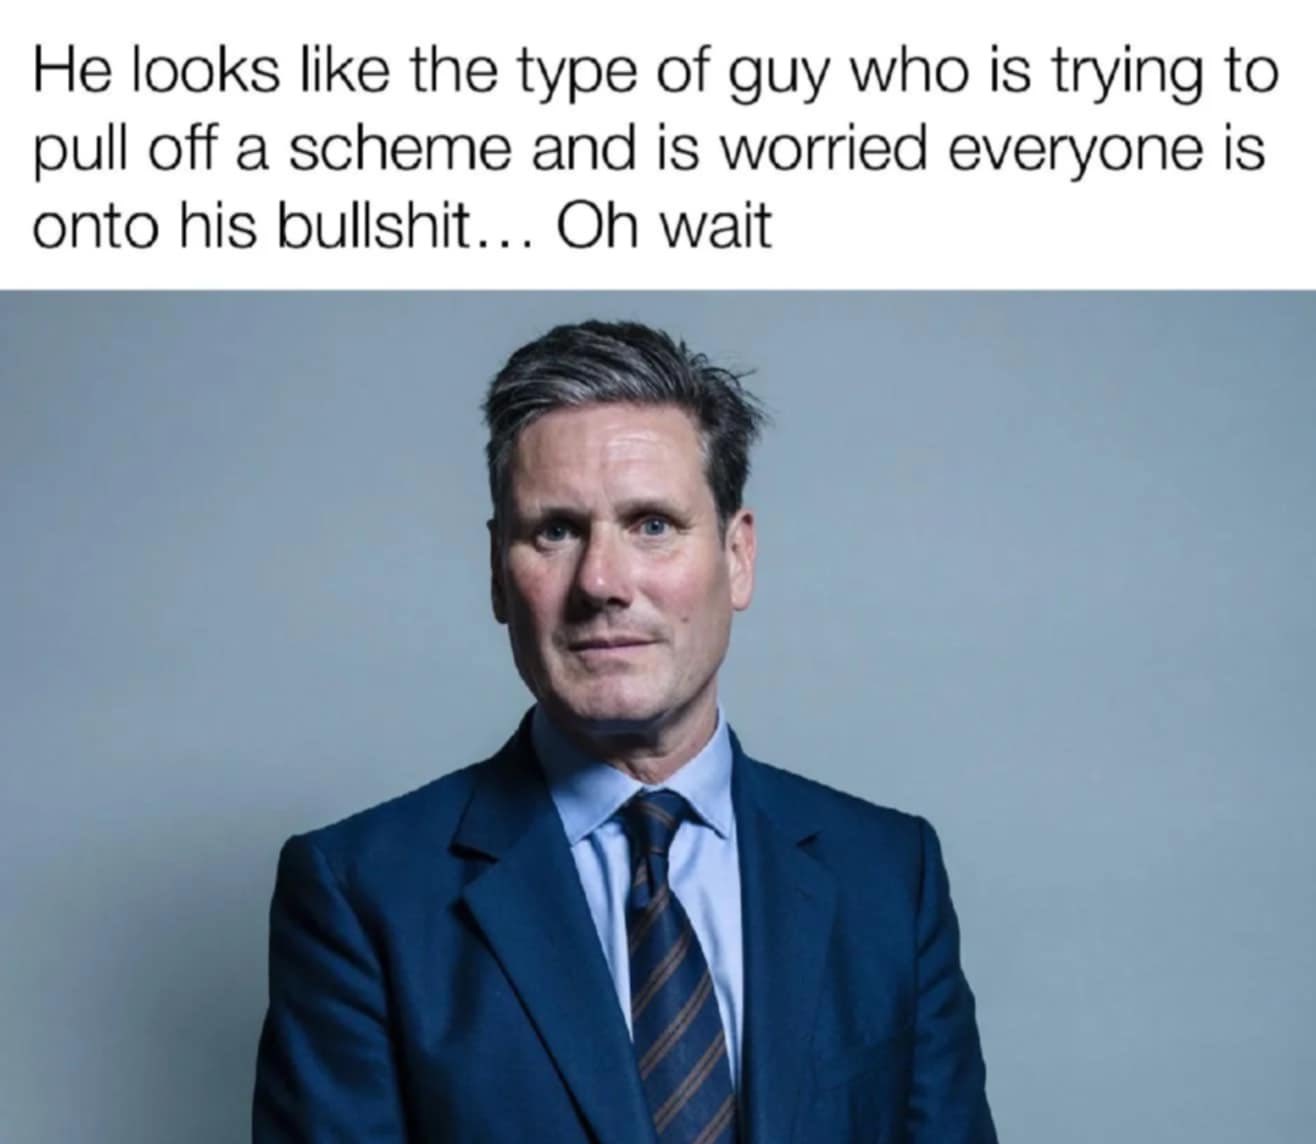 He looks like the type of guy who is trying to
pull off a scheme and is worried everyone is
onto his bullshit... Oh wait